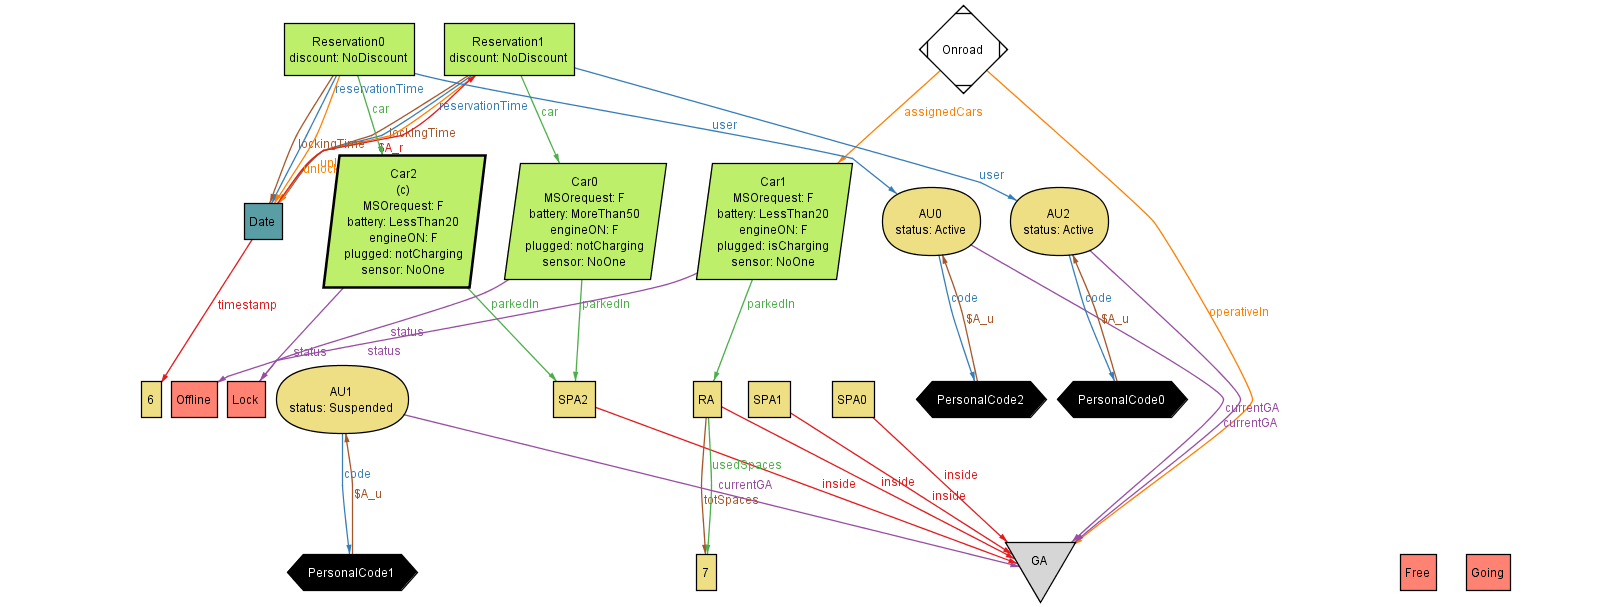 Reservation0
discount: NoDiscount
Reservation1
discount: NoDiscount
Onroad
reservationTime
car
reservationTime
car
assignedCars
user
lockingTime
lockingTime
$A_r
user
Car2
(c)
MSOrequest: F
battery: LessThan20
engineON: F
plugged: notCharging
sensor: NoOne
Car0
MSOrequest: F
battery: MoreThan50
engineON: F
plugged: notCharging
sensor: NoOne
Car1
MSOrequest: F
battery: LessThan20
engineON: F
plugged: isCharging
sensor: NoOne
AU0
status: Active
AU2
status: Active
Date
timestamp
parkedIn
parkedIn
parkedIn
code
$A_u
code
$A_u
operativeIn
status
status
status
6
Offline
Lock
AU1
status: Suspended
SPA2
RA
SPA1
SPA0
PersonalCode2
PersonalCode0
currentGA
currentGA
code
$A_u
usedSpaces
currentGA
totSpaces
inside
inside
inside
inside
PersonalCode1
7
GA
Free
Going